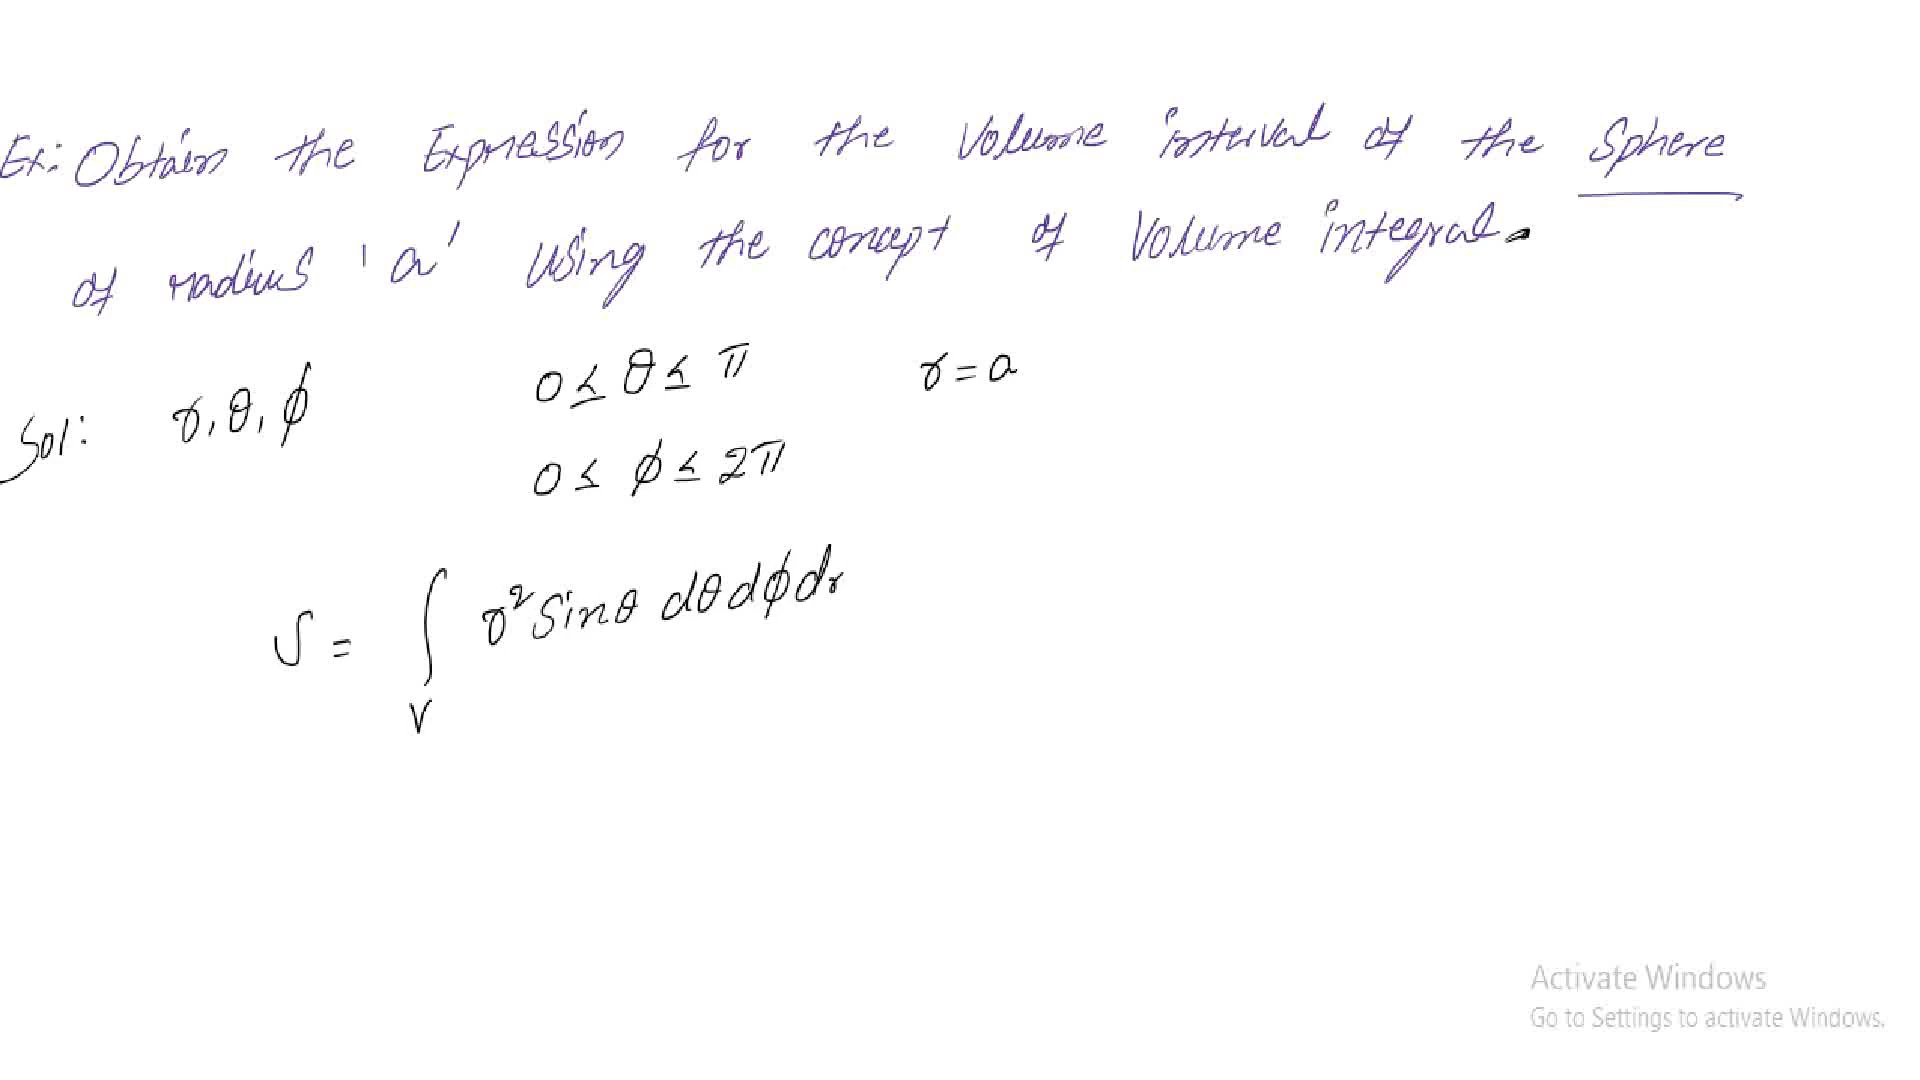 Ex: Obtain the Expression for the Volume interval of the Sphere
of radius 'a' using the concept of Volume integral.
Sol: r, θ, ϕ 0 ≤ θ ≤ π r = a
0 ≤ ϕ ≤ 2π
S = ∫_V r² Sinθ dθ dϕ dr
Activate Windows
Go to Settings to activate Windows.